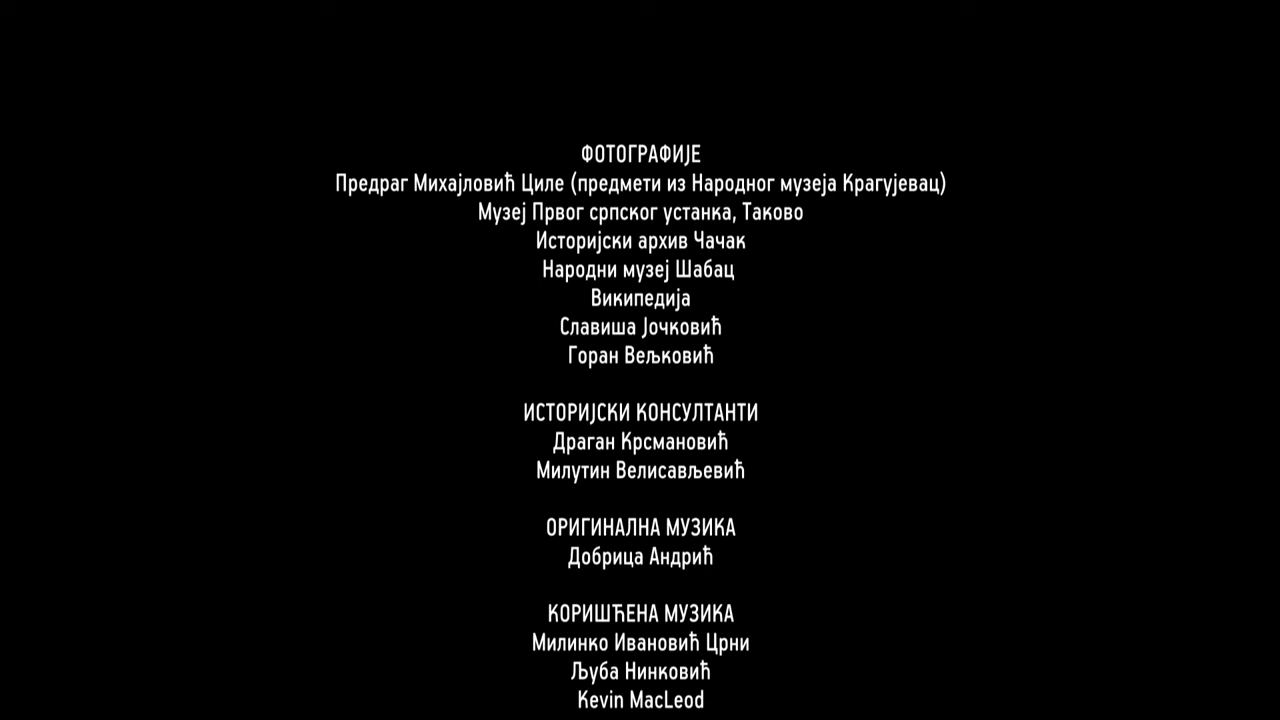 ФОТОГРАФИЈЕ
Предраг Михајловић Циле (предмети из Народног музеја Крагујевац)
Музеј Првог српског устанка, Таково
Историјски архив Чачак
Народни музеј Шабац
Википедија
Славиша Јочковић
Горан Вељковић
ИСТОРИЈСКИ КОНСУЛТАНТИ
Драган Крсмановић
Милутин Велисављевић
ОРИГИНАЛНА МУЗИКА
Добрица Андрић
КОРИШЋЕНА МУЗИКА
Милинко Ивановић Црни
Љуба Нинковић
Kevin MacLeod